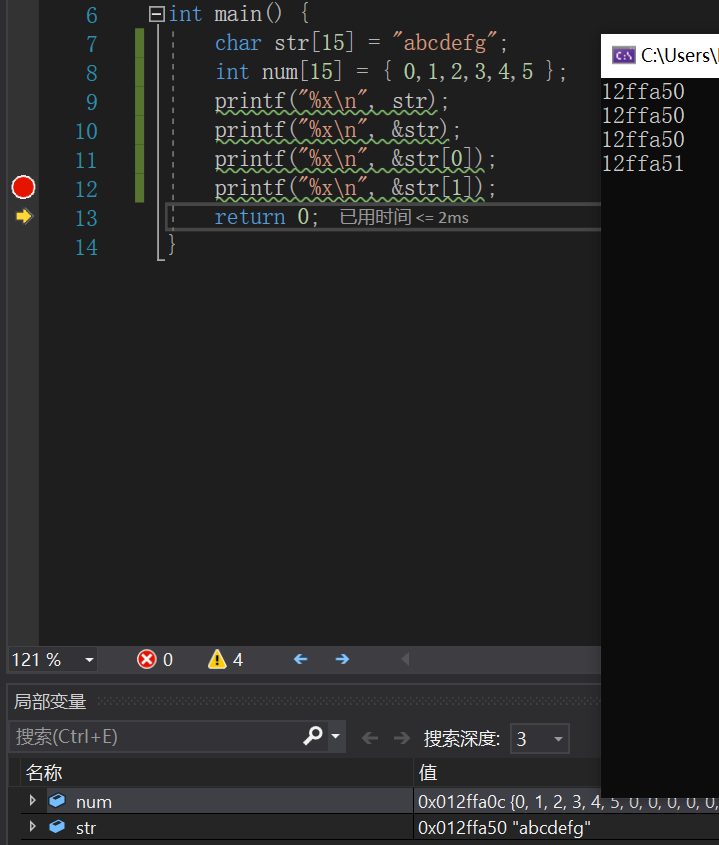 6 int main() {
7 char str[15] = "abcdefg";
8 int num[15] = { 0,1,2,3,4,5 };
9 printf("%x\n", str);
10 printf("%x\n", &str);
11 printf("%x\n", &str[0]);
12 printf("%x\n", &str[1]);
13 return 0; 已用时间 <= 2ms
14 }
C:\Users\
12ffa50
12ffa50
12ffa50
12ffa51
121 % 0 4
局部变量
搜索(Ctrl+E) 搜索深度: 3
名称 值
num 0x012ffa0c {0, 1, 2, 3, 4, 5, 0, 0, 0, 0, 0,
str 0x012ffa50 "abcdefg"